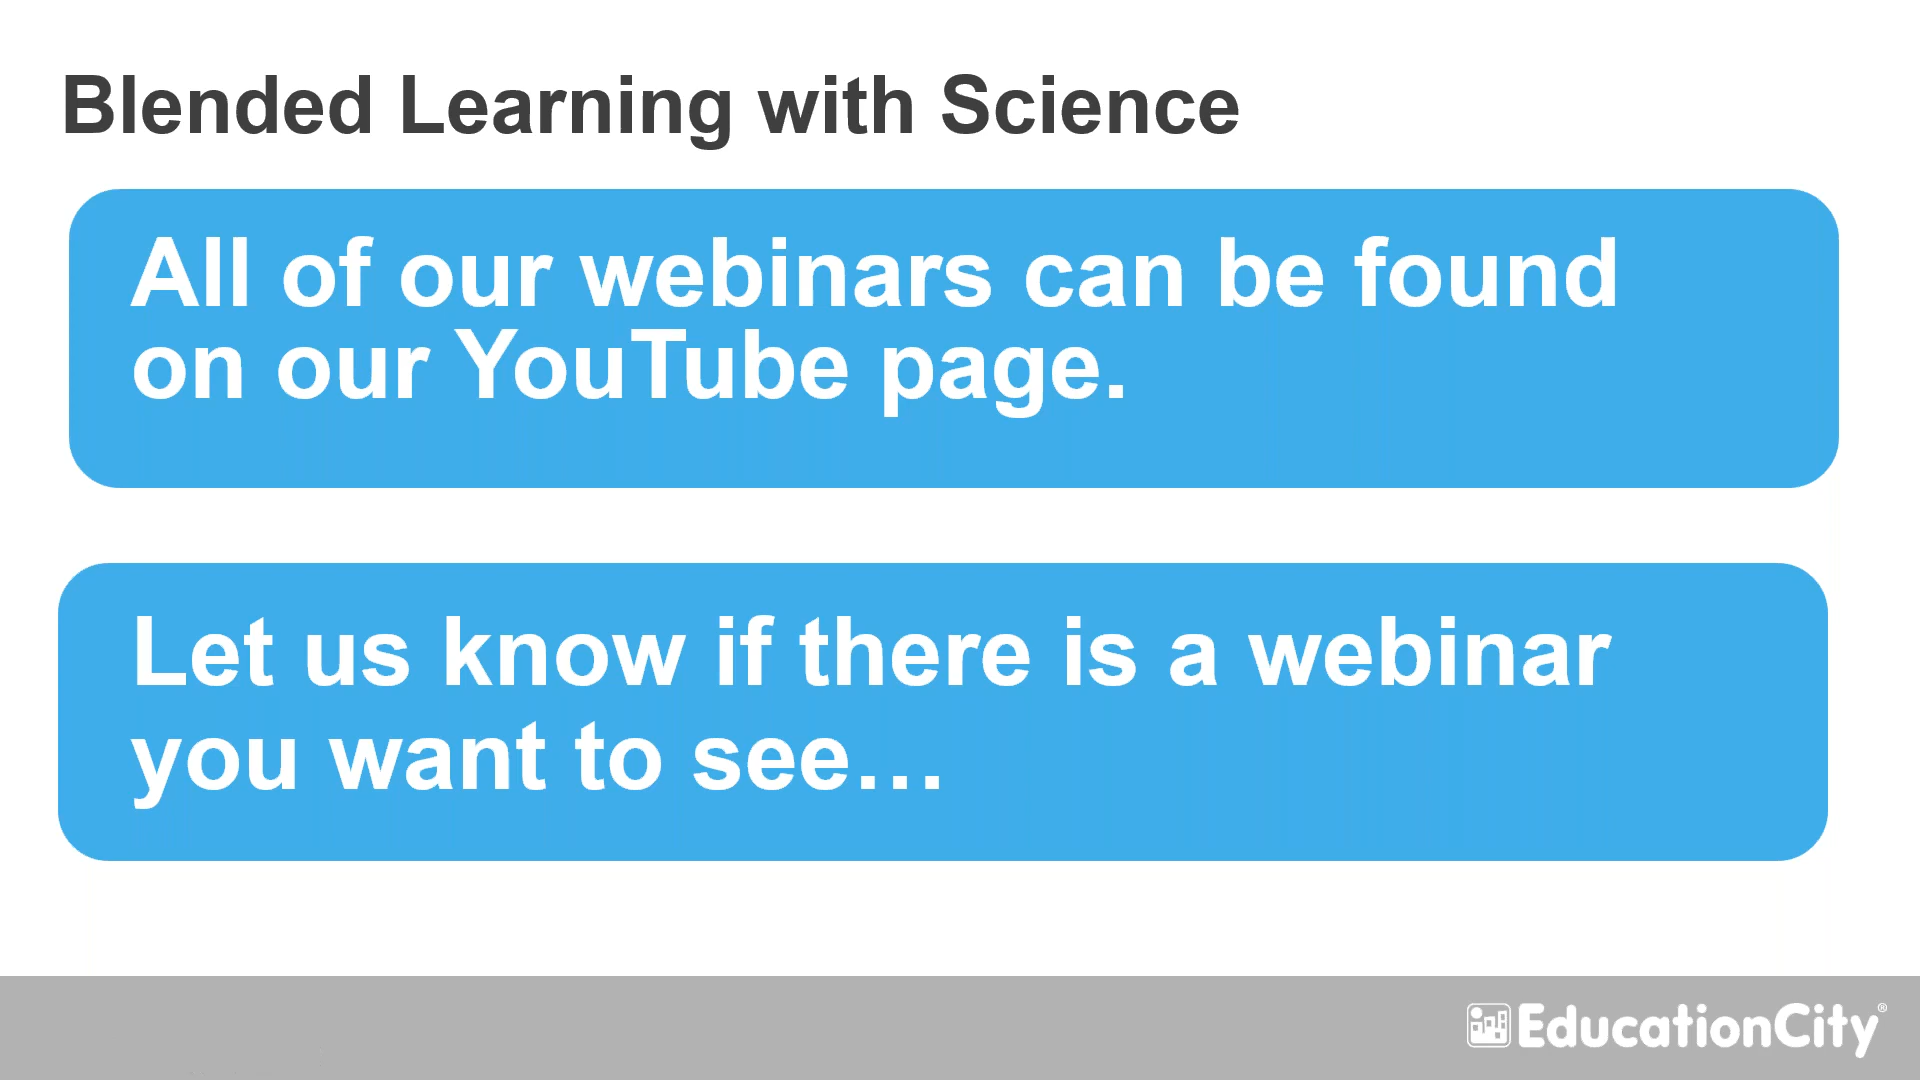 Blended Learning with Science
All of our webinars can be found
on our YouTube page.
Let us know if there is a webinar
you want to see…
EducationCity®